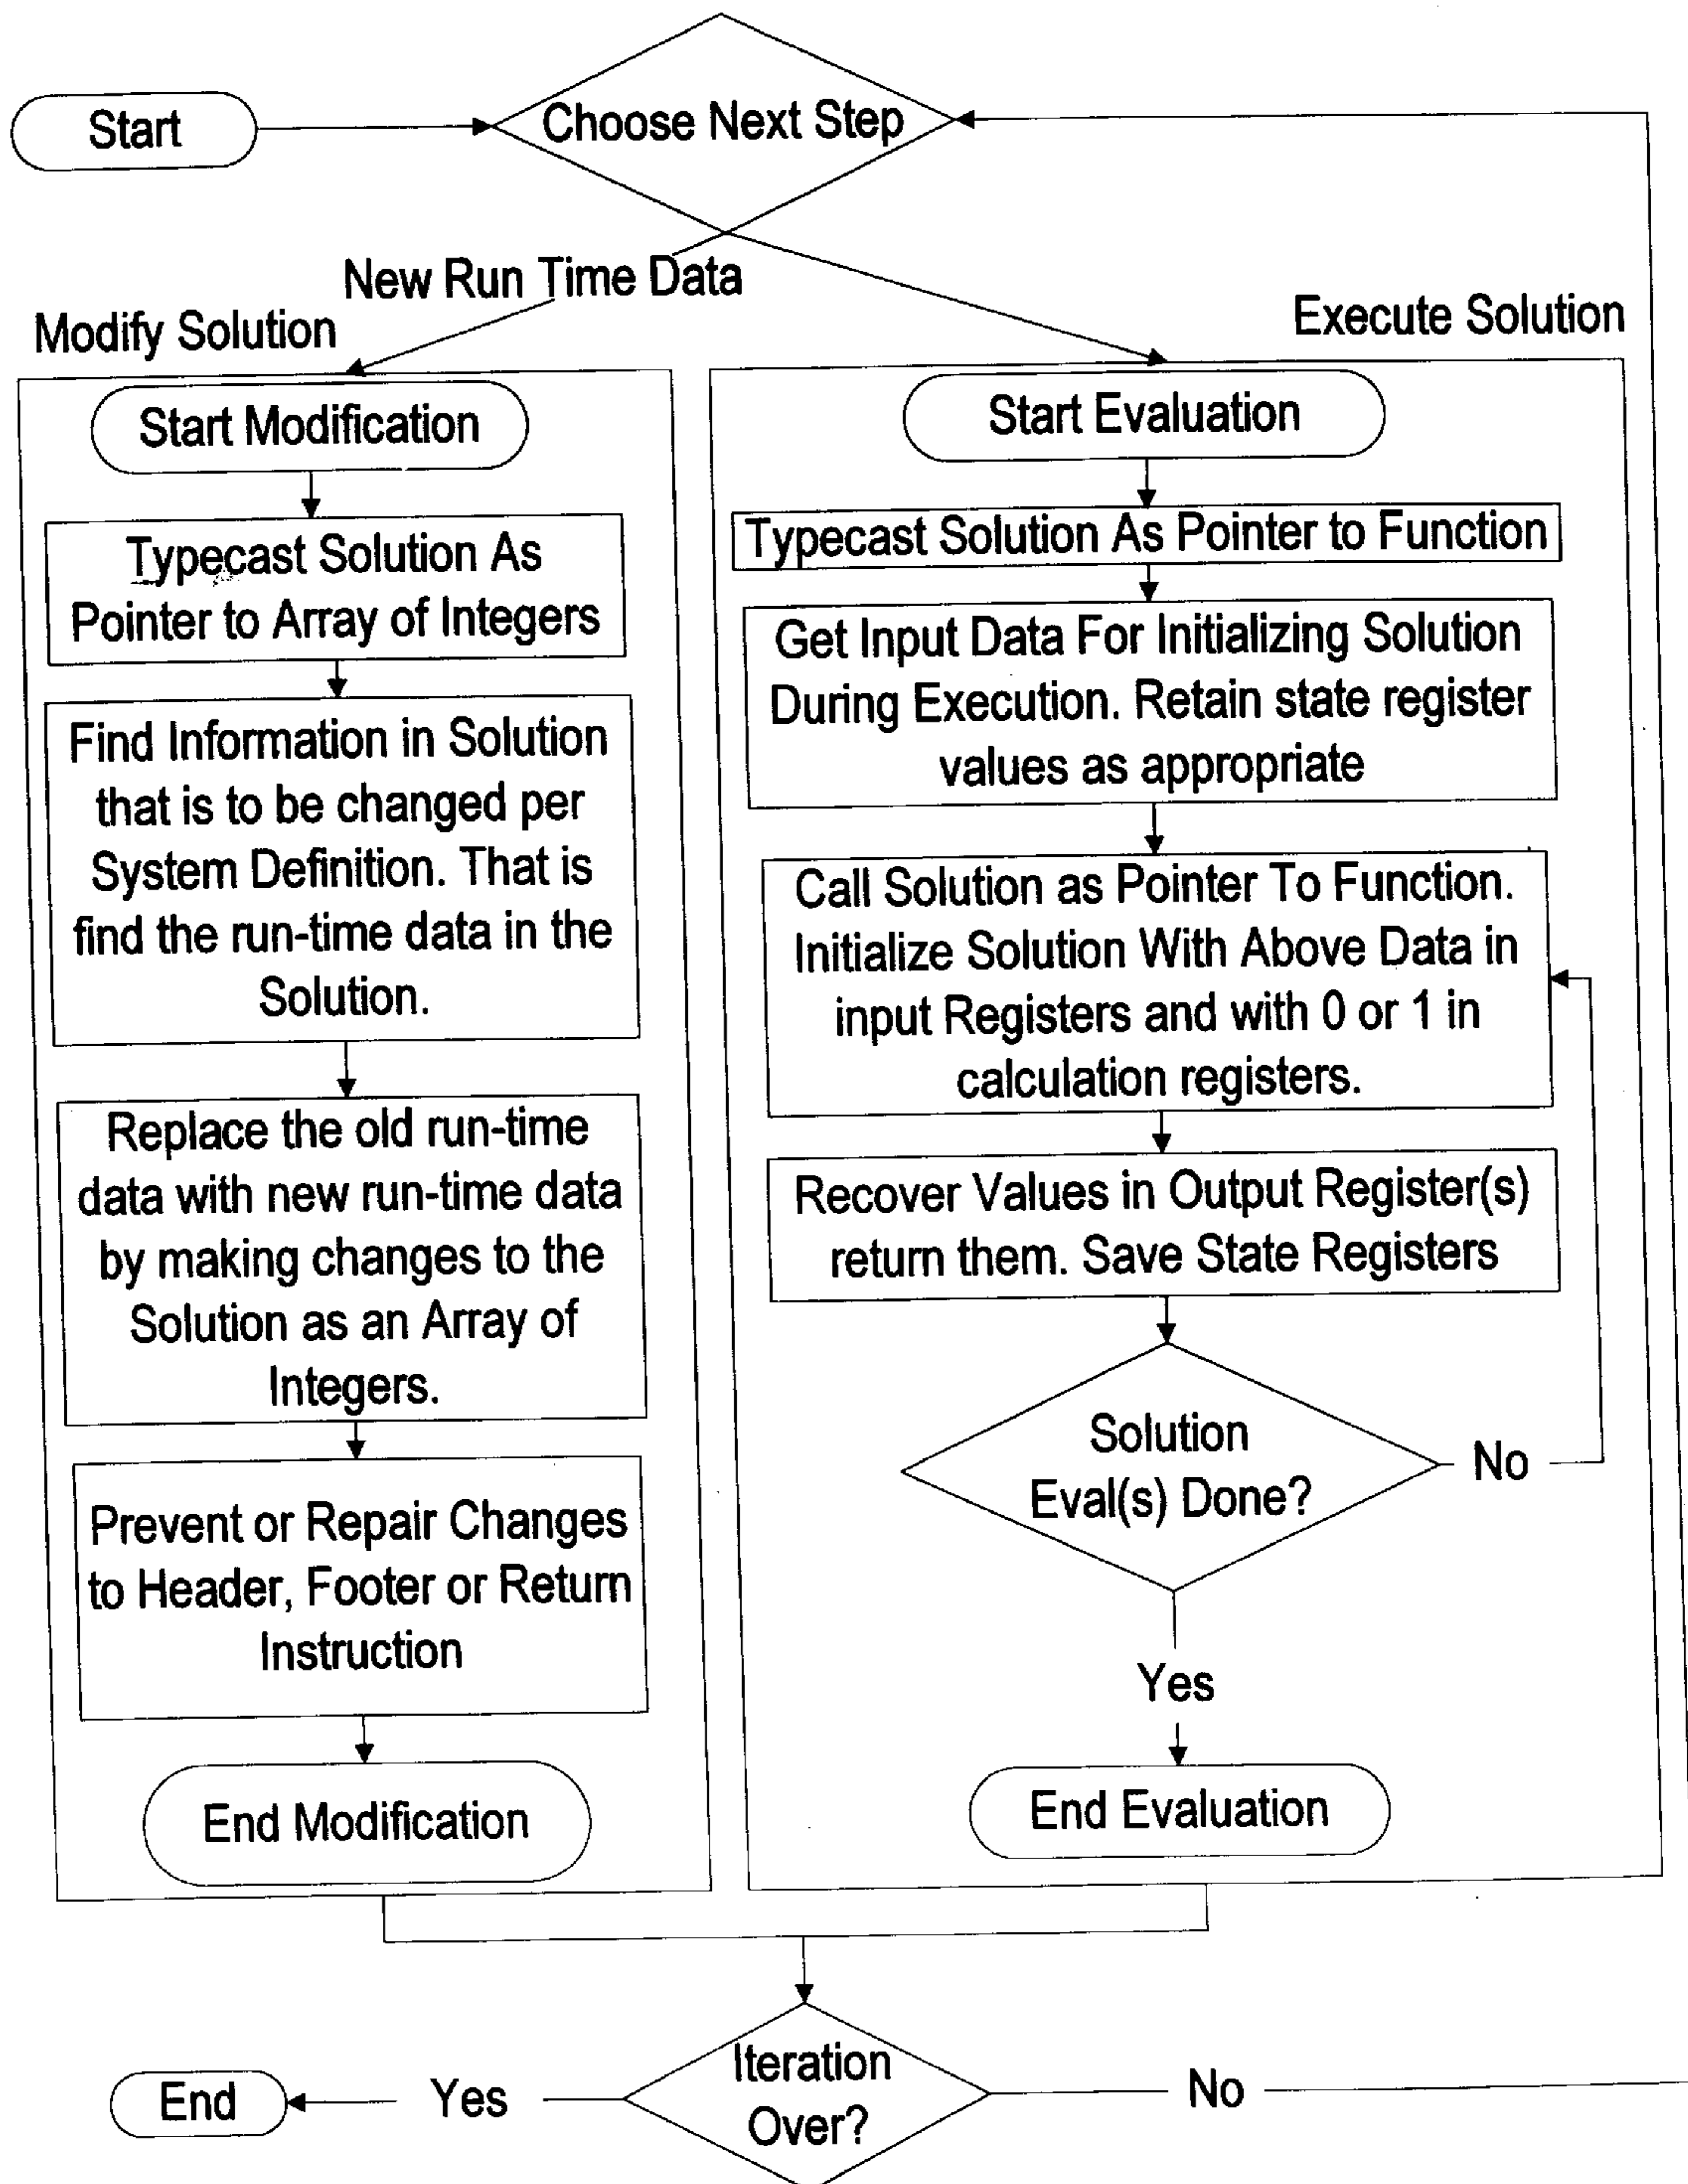 Start
Choose Next Step
New Run Time Data
Modify Solution
Execute Solution
Start Modification
Typecast Solution As
Pointer to Array of Integers
Find Information in Solution
that is to be changed per
System Definition. That is
find the run-time data in the
Solution.
Replace the old run-time
data with new run-time data
by making changes to the
Solution as an Array of
Integers.
Prevent or Repair Changes
to Header, Footer or Return
Instruction
End Modification
Start Evaluation
Typecast Solution As Pointer to Function
Get Input Data For Initializing Solution
During Execution. Retain state register
values as appropriate
Call Solution as Pointer To Function.
Initialize Solution With Above Data in
input Registers and with 0 or 1 in
calculation registers.
Recover Values in Output Register(s)
return them. Save State Registers
Solution
Eval(s) Done?
No
Yes
End Evaluation
Iteration
Over?
Yes
End
No